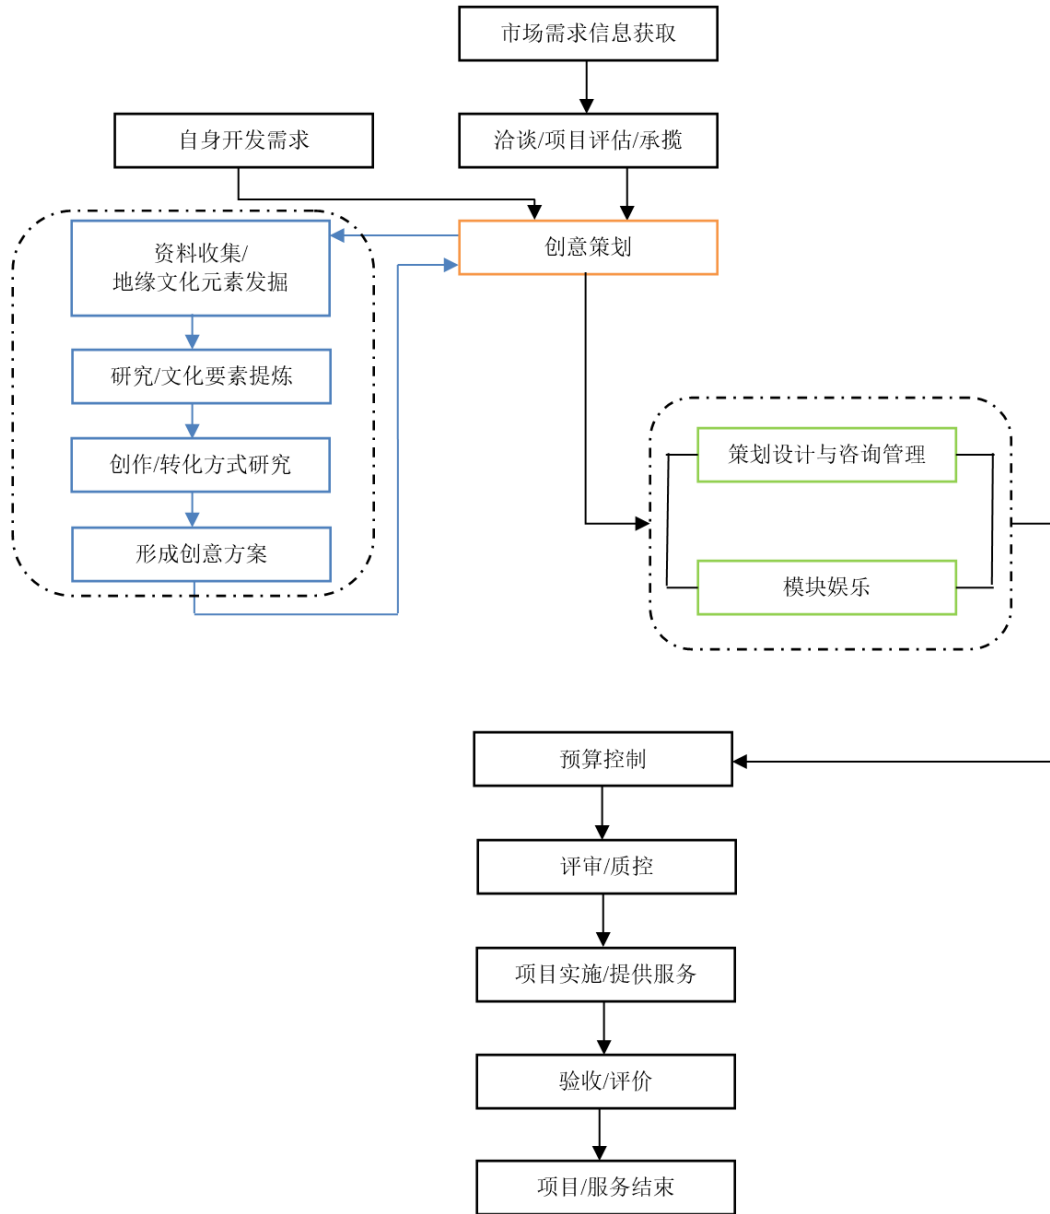 市场需求信息获取
自身开发需求
洽谈/项目评估/承揽
创意策划
资料收集/
地缘文化元素发掘
研究/文化要素提炼
创作/转化方式研究
形成创意方案
策划设计与咨询管理
模块娱乐
预算控制
评审/质控
项目实施/提供服务
验收/评价
项目/服务结束